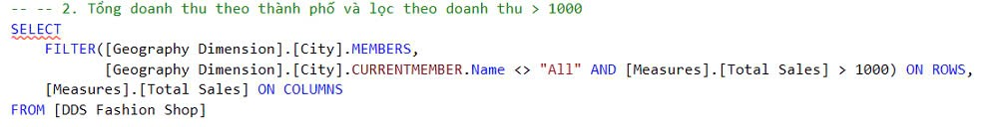 -- -- 2. Tổng doanh thu theo thành phố và lọc theo doanh thu > 1000
SELECT
    FILTER([Geography Dimension].[City].MEMBERS,
           [Geography Dimension].[City].CURRENTMEMBER.Name <> "All" AND [Measures].[Total Sales] > 1000) ON ROWS,
    [Measures].[Total Sales] ON COLUMNS
FROM [DDS Fashion Shop]